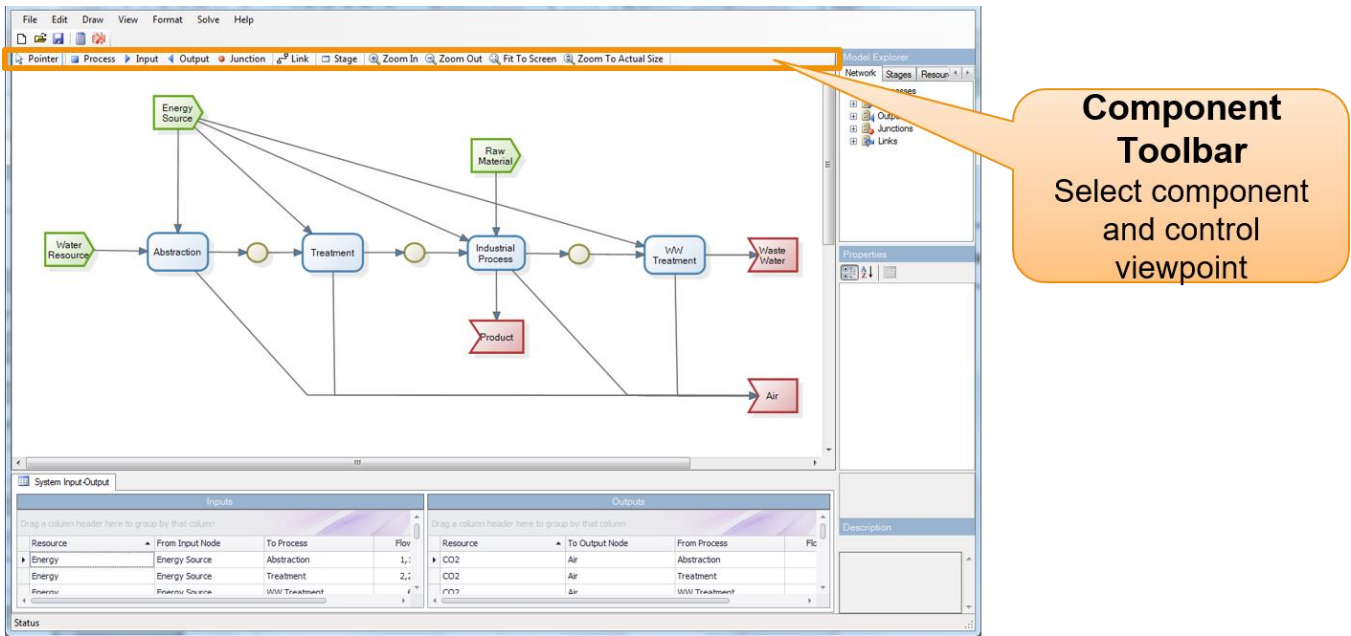 File Edit Draw View Format Solve Help
Pointer Process Input Output Junction Link Stage Zoom In Zoom Out Fit To Screen Zoom To Actual Size
Model Explorer
Network Stages
Junctions
Links
Component
Toolbar
Select component
and control
viewpoint
Energy
Source
Raw
Material
Water
Resource
Abstraction
Treatment
Industrial
Process
WW
Treatment
Waste
Water
Product
Air
Properties
System Input-Output
Inputs
Outputs
Drag a column header here to group by that column
Drag a column header here to group by that column
Resource From Input Node To Process
Resource To Output Node From Process
Energy Energy Source Abstraction
CO2 Air Abstraction
Energy Energy Source Treatment
CO2 Air Treatment
Energy Energy Source WW Treatment
CO2 Air WW Treatment
Description
Status